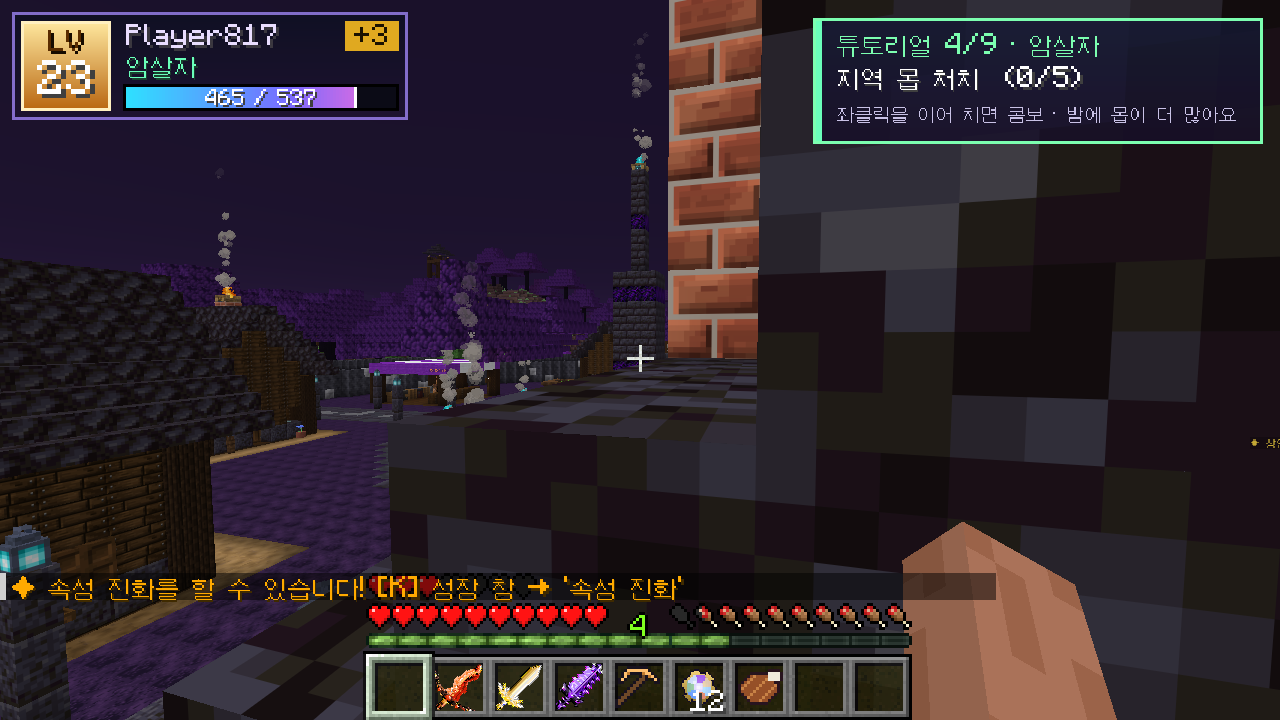 LV
23
Player817
+3
암살자
465 / 537
튜토리얼 4/9 · 암살자
지역 몹 처치 (0/5)
좌클릭을 이어 치면 콤보 · 밤에 몹이 더 많아요
✦ 속성 진화를 할 수 있습니다! [K] 성장 창 → '속성 진화'
4
12